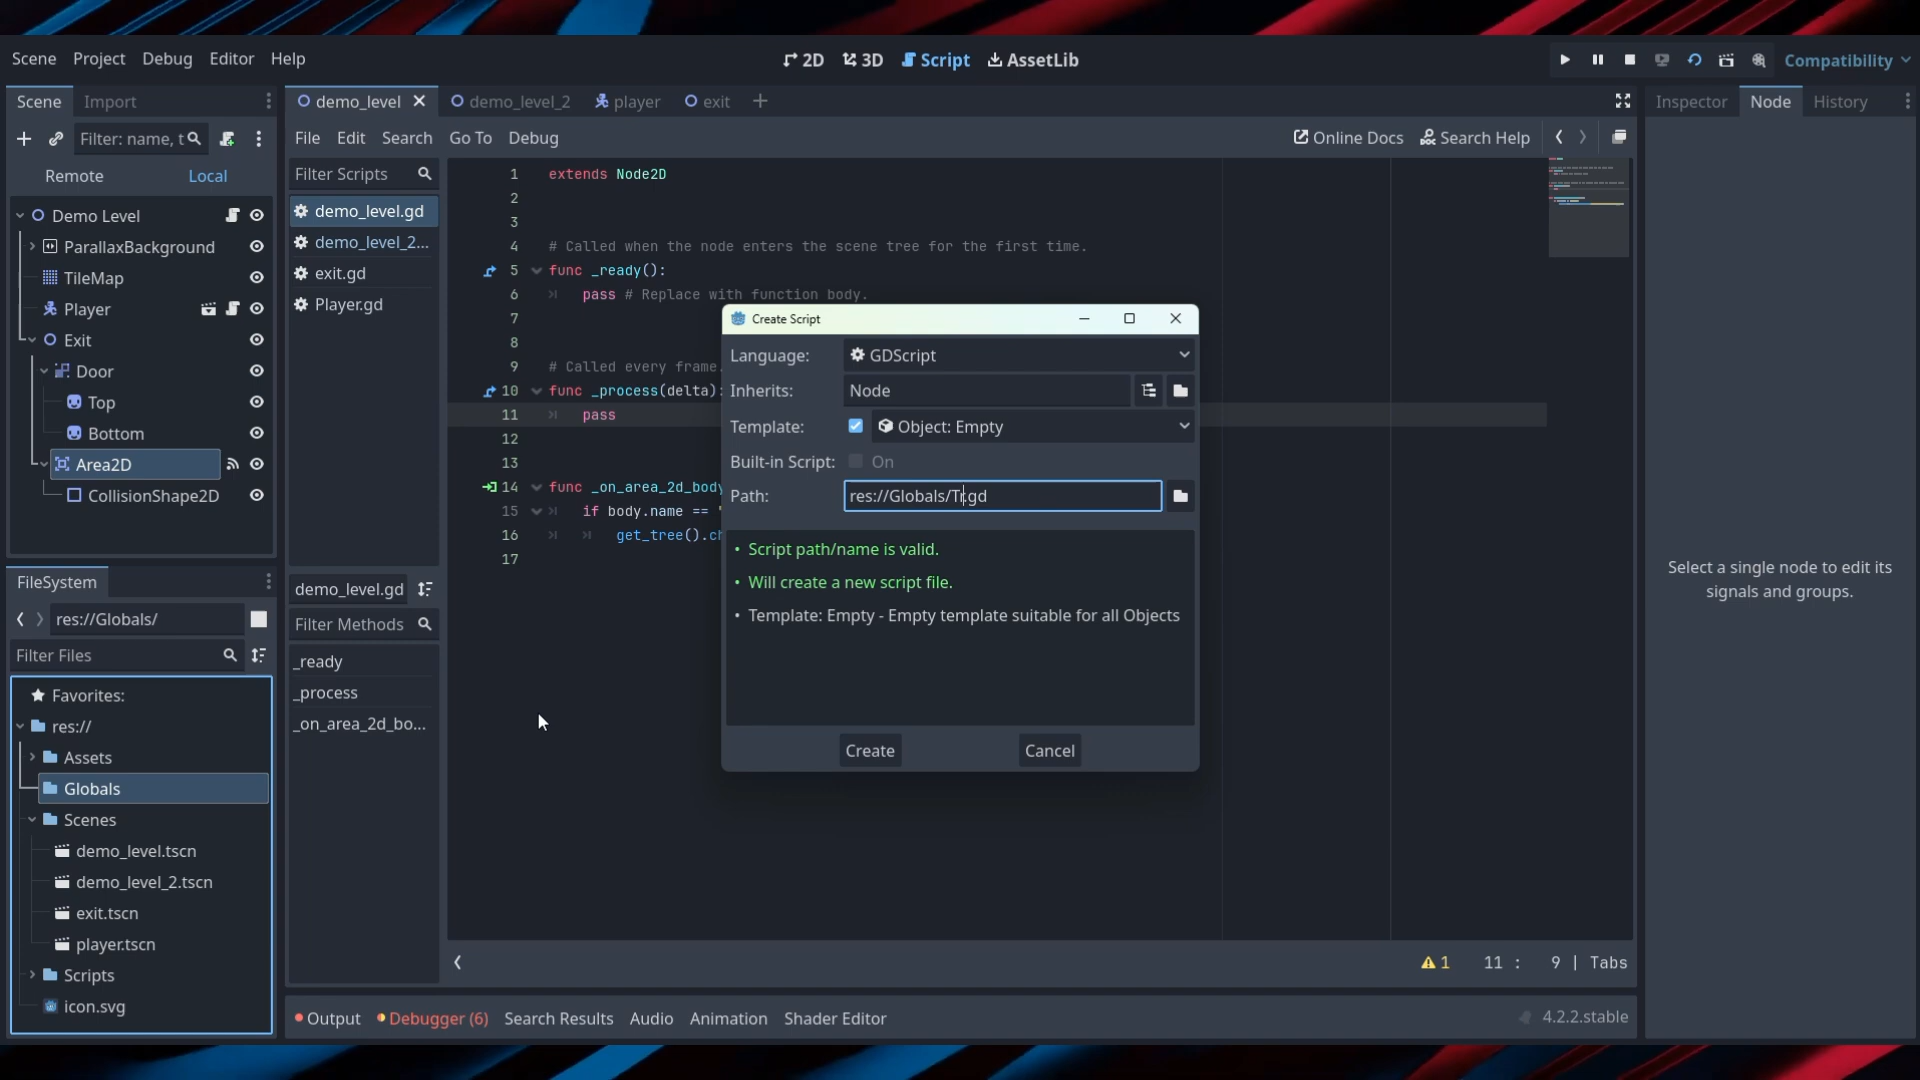 Scene Project Debug Editor Help
2D 3D Script AssetLib
Compatibility
Scene Import
Filter: name, t
Remote Local
Demo Level
ParallaxBackground
TileMap
Player
Exit
Door
Top
Bottom
Area2D
CollisionShape2D
FileSystem
res://Globals/
Filter Files
Favorites:
res://
Assets
Globals
Scenes
demo_level.tscn
demo_level_2.tscn
exit.tscn
player.tscn
Scripts
icon.svg
demo_level demo_level_2 player exit
File Edit Search Go To Debug
Online Docs Search Help
Filter Scripts
demo_level.gd
demo_level_2...
exit.gd
Player.gd
demo_level.gd
Filter Methods
_ready
_process
_on_area_2d_bo...
1 extends Node2D
2
3
4 # Called when the node enters the scene tree for the first time.
5 func _ready():
6 pass # Replace with function body.
7
8
9 # Called every frame.
10 func _process(delta):
11 pass
12
13
14 func _on_area_2d_body
15 if body.name == "
16 get_tree().ch
17
Create Script
Language: GDScript
Inherits: Node
Template: Object: Empty
Built-in Script: On
Path: res://Globals/Tr.gd
• Script path/name is valid.
• Will create a new script file.
• Template: Empty - Empty template suitable for all Objects
Create Cancel
1 11 : 9 | Tabs
Output Debugger (6) Search Results Audio Animation Shader Editor
4.2.2.stable
Inspector Node History
Select a single node to edit its
signals and groups.